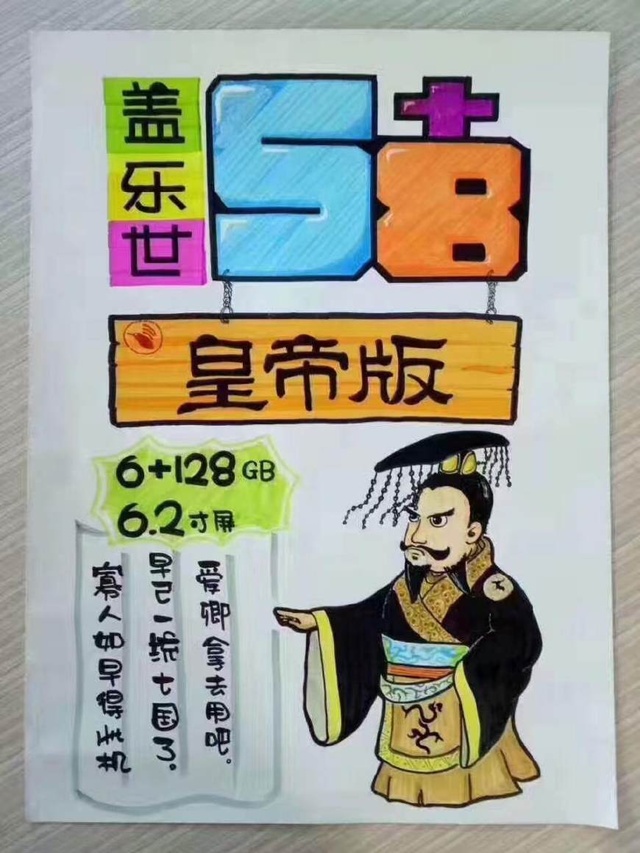 盖乐世
S8+
皇帝版
6+128GB
6.2寸屏
寡人如早得此机
早己一统七国了。
爱卿拿去用吧。